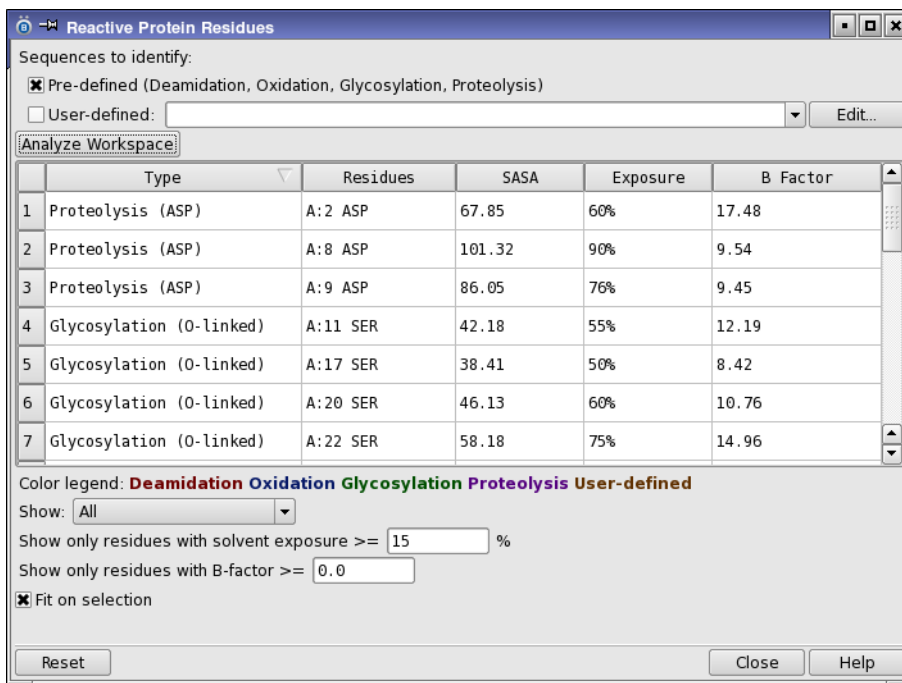 Reactive Protein Residues
Sequences to identify:
Pre-defined (Deamidation, Oxidation, Glycosylation, Proteolysis)
User-defined: Edit...
Analyze Workspace
Type Residues SASA Exposure B Factor
1 Proteolysis (ASP) A:2 ASP 67.85 60% 17.48
2 Proteolysis (ASP) A:8 ASP 101.32 90% 9.54
3 Proteolysis (ASP) A:9 ASP 86.05 76% 9.45
4 Glycosylation (O-linked) A:11 SER 42.18 55% 12.19
5 Glycosylation (O-linked) A:17 SER 38.41 50% 8.42
6 Glycosylation (O-linked) A:20 SER 46.13 60% 10.76
7 Glycosylation (O-linked) A:22 SER 58.18 75% 14.96
Color legend: Deamidation Oxidation Glycosylation Proteolysis User-defined
Show: All
Show only residues with solvent exposure >= 15 %
Show only residues with B-factor >= 0.0
Fit on selection
Reset Close Help